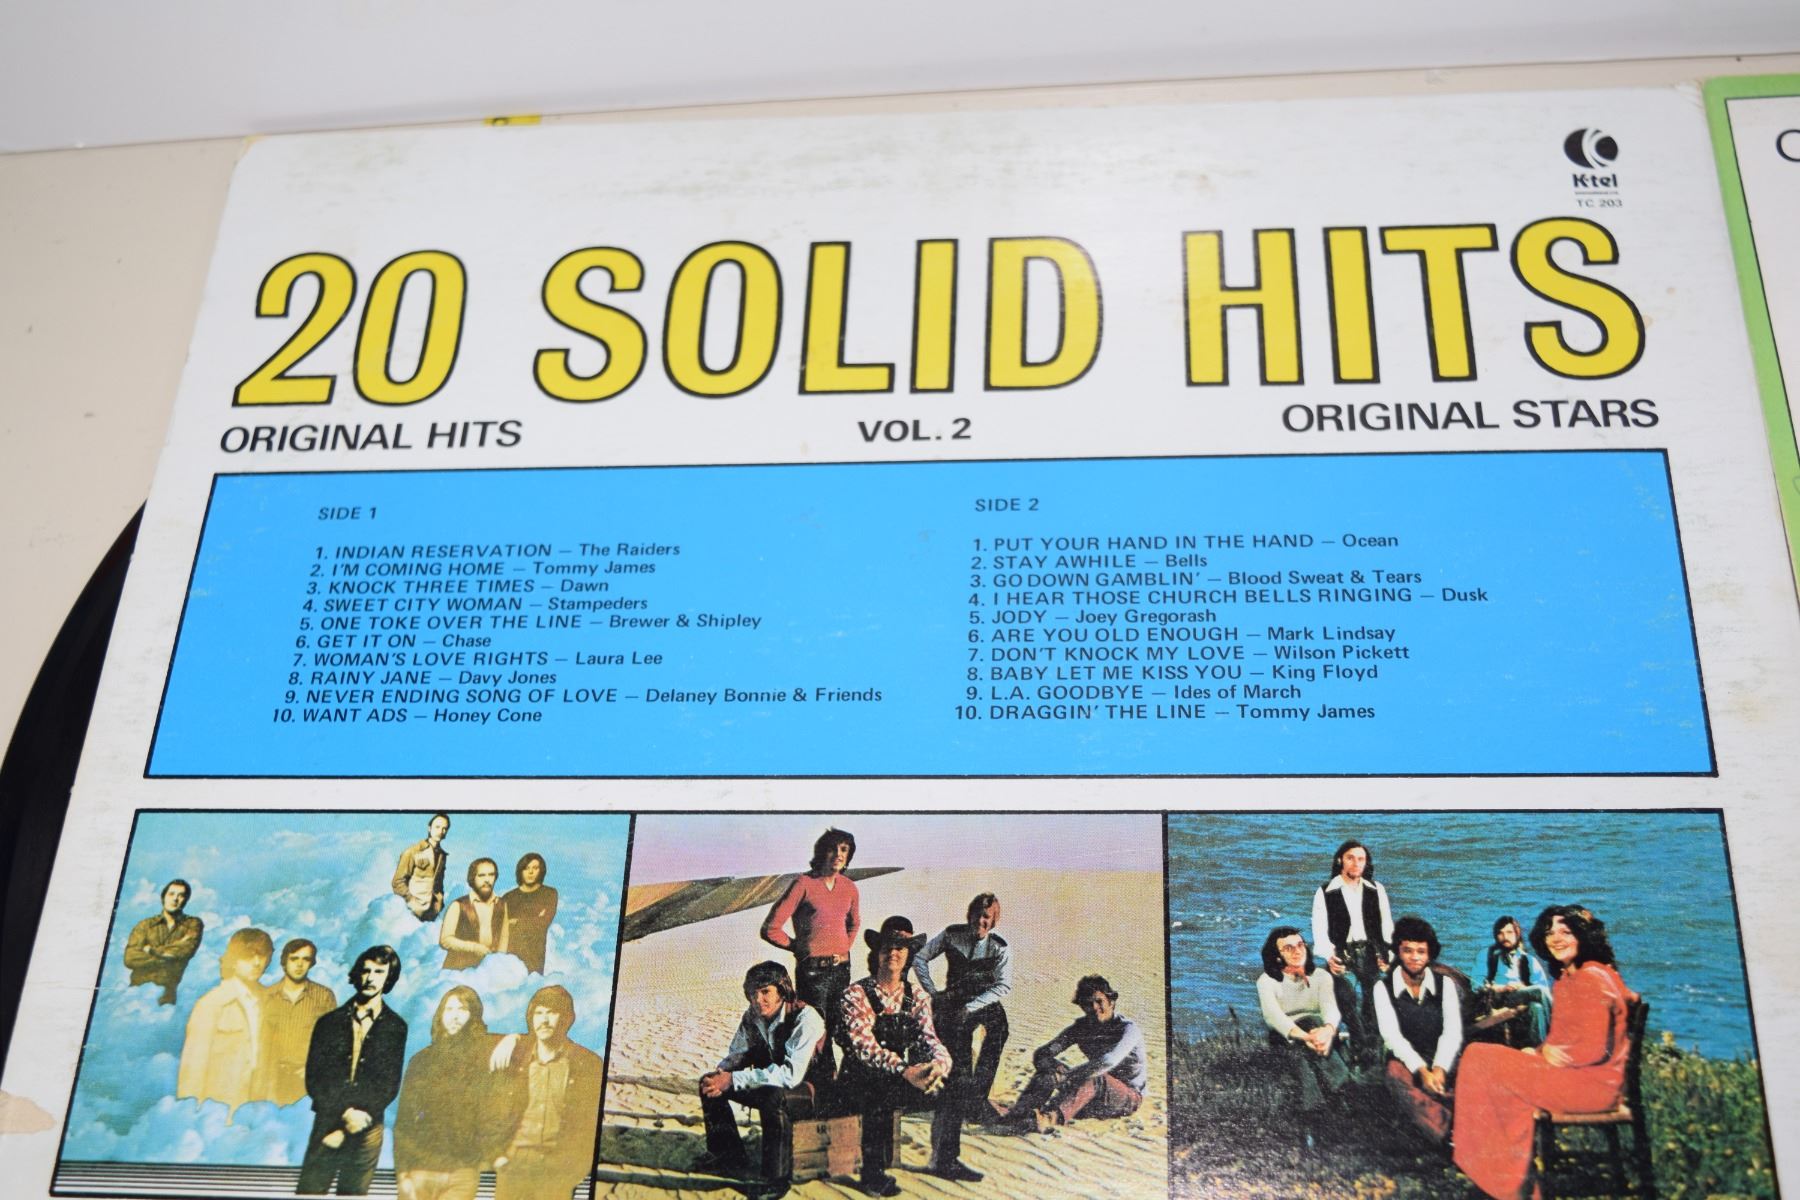 K-tel
TC 203
20 SOLID HITS
ORIGINAL HITS VOL. 2 ORIGINAL STARS
SIDE 1
1. INDIAN RESERVATION — The Raiders
2. I'M COMING HOME — Tommy James
3. KNOCK THREE TIMES — Dawn
4. SWEET CITY WOMAN — Stampeders
5. ONE TOKE OVER THE LINE — Brewer & Shipley
6. GET IT ON — Chase
7. WOMAN'S LOVE RIGHTS — Laura Lee
8. RAINY JANE — Davy Jones
9. NEVER ENDING SONG OF LOVE — Delaney Bonnie & Friends
10. WANT ADS — Honey Cone
SIDE 2
1. PUT YOUR HAND IN THE HAND — Ocean
2. STAY AWHILE — Bells
3. GO DOWN GAMBLIN' — Blood Sweat & Tears
4. I HEAR THOSE CHURCH BELLS RINGING — Dusk
5. JODY — Joey Gregorash
6. ARE YOU OLD ENOUGH — Mark Lindsay
7. DON'T KNOCK MY LOVE — Wilson Pickett
8. BABY LET ME KISS YOU — King Floyd
9. L.A. GOODBYE — Ides of March
10. DRAGGIN' THE LINE — Tommy James